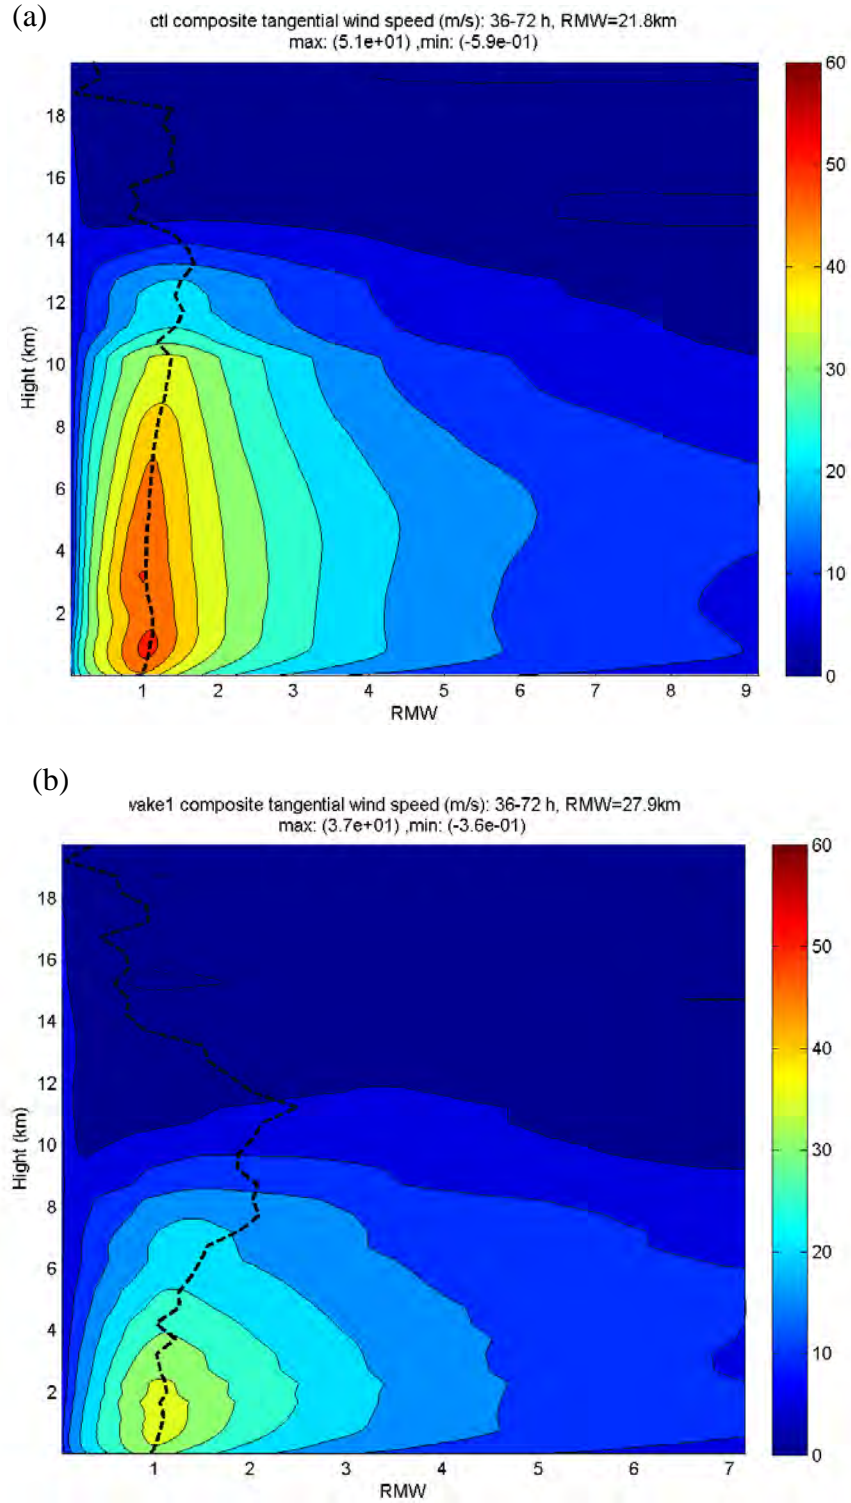 (a)
ctl composite tangential wind speed (m/s): 36-72 h, RMW=21.8km
max: (5.1e+01) ,min: (-5.9e-01)
60
18
16
50
14
40
12
Hight (km)
10
30
8
20
6
4
10
2
0
1 2 3 4 5 6 7 8 9
RMW
(b)
vake1 composite tangential wind speed (m/s): 36-72 h, RMW=27.9km
max: (3.7e+01) ,min: (-3.6e-01)
60
18
50
16
14
40
12
Hight (km)
30
10
8
20
6
4
10
2
0
1 2 3 4 5 6 7
RMW